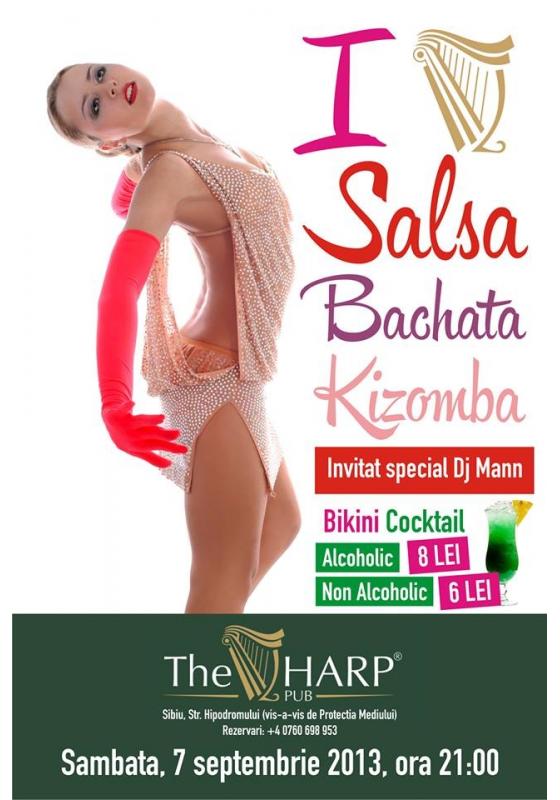 I
Salsa
Bachata
Kizomba
Invitat special Dj Mann
Bikini Cocktail
Alcoholic 8 LEI
Non Alcoholic 6 LEI
The HARP®
PUB
Sibiu, Str. Hipodromului (vis-a-vis de Protectia Mediului)
Rezervari: +4 0760 698 953
Sambata, 7 septembrie 2013, ora 21:00